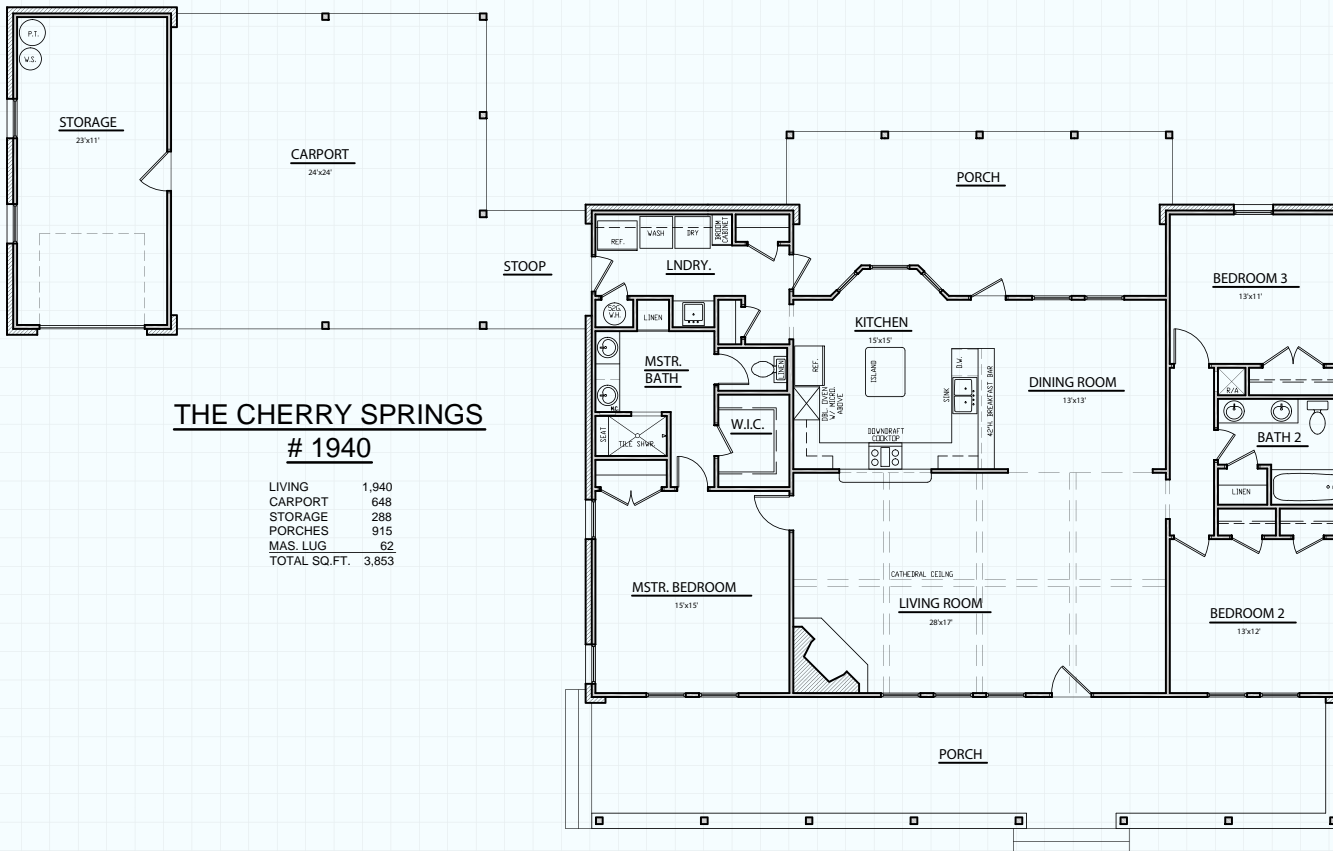 P.T.
W.S.
STORAGE
23'x11'
CARPORT
24'x24'
PORCH
STOOP
REF.
WASH
DRY
BROOM
CABINET
LNDRY.
52G.
W.H.
LINEN
BEDROOM 3
13'x11'
KITCHEN
15'x15'
MSTR.
BATH
LINEN
REF.
ISLAND
D.W.
SINK
42"H. BREAKFAST BAR
DBL OVEN
W/ MICRO.
ABOVE
DOWNDRAFT
COOKTOP
DINING ROOM
13'x13'
R/A
BATH 2
LINEN
W.I.C.
SEAT
TILE SHWR.
THE CHERRY SPRINGS
# 1940
LIVING 1,940
CARPORT 648
STORAGE 288
PORCHES 915
MAS. LUG 62
TOTAL SQ.FT. 3,853
MSTR. BEDROOM
15'x15'
CATHEDRAL CEILNG
LIVING ROOM
28'x17'
BEDROOM 2
13'x12'
PORCH